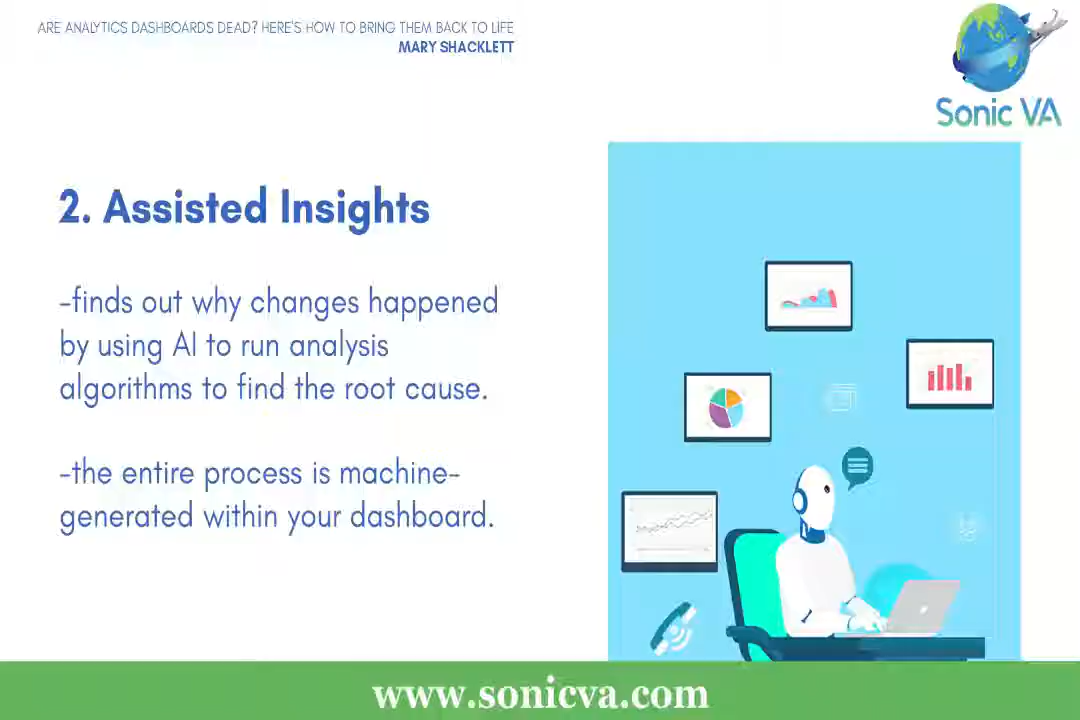 ARE ANALYTICS DASHBOARDS DEAD? HERE'S HOW TO BRING THEM BACK TO LIFE
MARY SHACKLETT
Sonic VA
2. Assisted Insights
-finds out why changes happened
by using AI to run analysis
algorithms to find the root cause.
-the entire process is machine-
generated within your dashboard.
www.sonicva.com